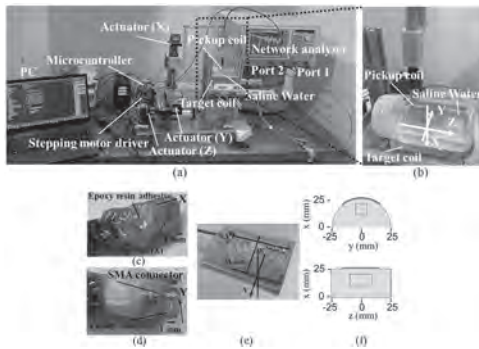 Actuator (X)
Pickup coil
Network analyzer
Microcontroller
PC
Port 2
Port 1
Target coil
Saline Water
Stepping motor driver
Actuator (Y)
Actuator (Z)
(a)
Pickup coil
Saline Water
Y
Z
X
Target coil
(b)
Epoxy resin adhesive
X
(c)
SMA connector
Y
(d)
(e)
25
x (mm)
0
-25 0 25
y (mm)
25
x (mm)
0
-25 0 25
z (mm)
(f)